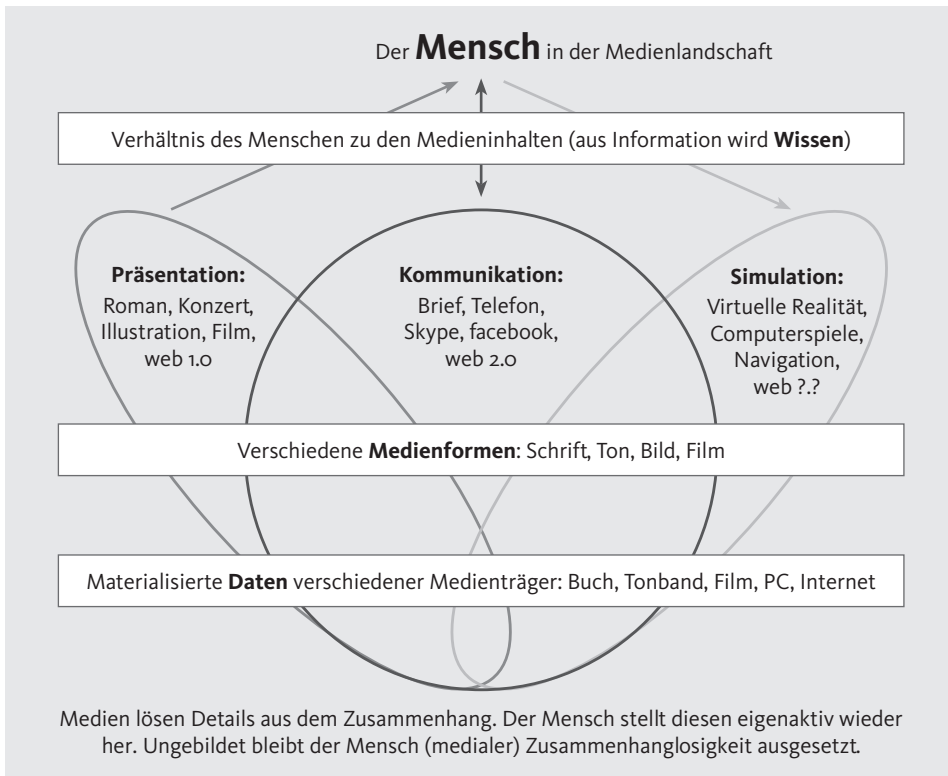 Der Mensch in der Medienlandschaft
Verhältnis des Menschen zu den Medieninhalten (aus Information wird Wissen)
Präsentation:
Roman, Konzert,
Illustration, Film,
web 1.0
Kommunikation:
Brief, Telefon,
Skype, facebook,
web 2.0
Simulation:
Virtuelle Realität,
Computerspiele,
Navigation,
web ?.?
Verschiedene Medienformen: Schrift, Ton, Bild, Film
Materialisierte Daten verschiedener Medienträger: Buch, Tonband, Film, PC, Internet
Medien lösen Details aus dem Zusammenhang. Der Mensch stellt diesen eigenaktiv wieder
her. Ungebildet bleibt der Mensch (medialer) Zusammenhanglosigkeit ausgesetzt.